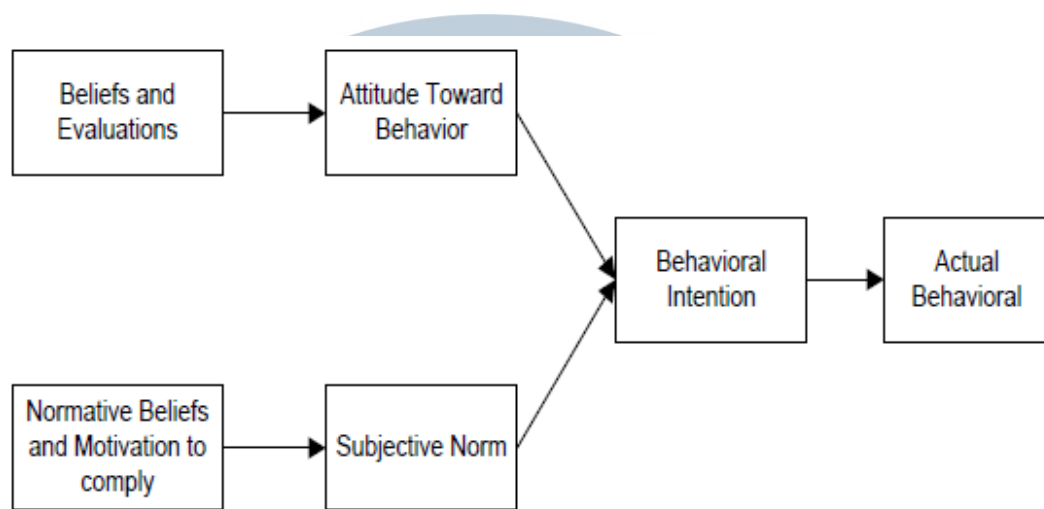 Beliefs and
Evaluations
Attitude Toward
Behavior
Behavioral
Intention
Actual
Behavioral
Normative Beliefs
and Motivation to
comply
Subjective Norm